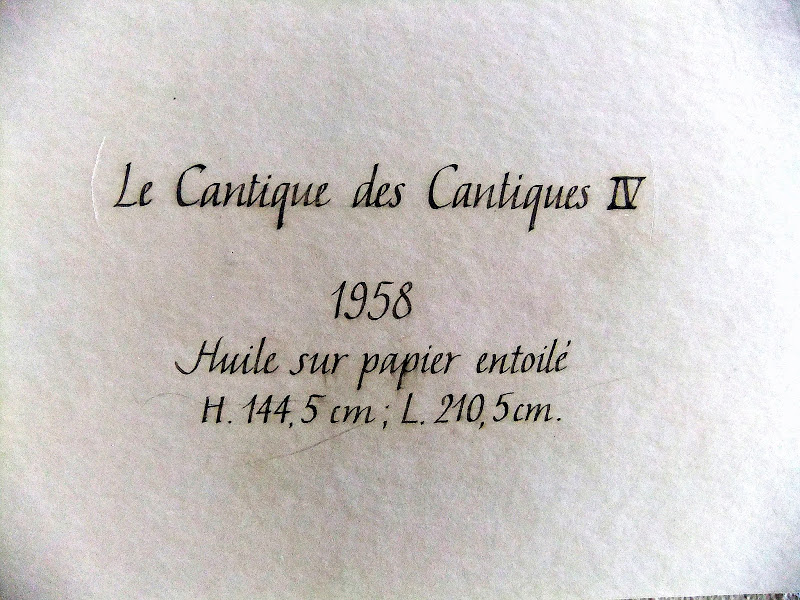 Le Cantique des Cantiques IV
1958
Huile sur papier entoilé
H. 144,5 cm ; L. 210,5 cm.